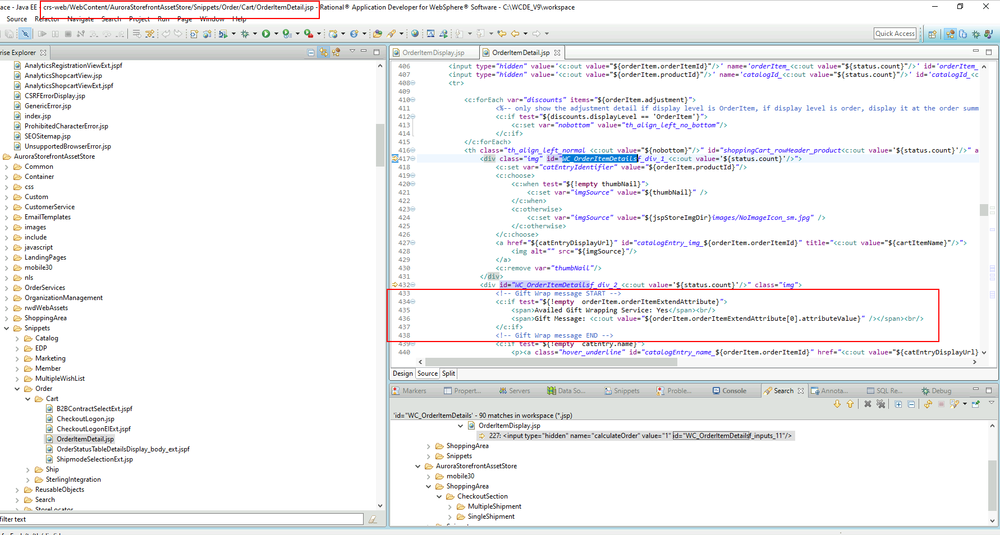 ace - Java EE - crs-web/WebContent/AuroraStorefrontAssetStore/Snippets/Order/Cart/OrderItemDetail.jsp - Rational® Application Developer for WebSphere® Software - C:\WCDE_V9\workspace
Source Refactor Navigate Search Project Run Page Window Help
Quick Access
rise Explorer
AnalyticsRegistrationViewExt.jspf
AnalyticsShopcartView.jsp
AnalyticsShopcartViewExt.jspf
CSRFErrorDisplay.jsp
GenericError.jsp
index.jsp
ProhibitedCharacterError.jsp
SEOSitemap.jsp
UnsupportedBrowserError.jsp
AuroraStorefrontAssetStore
Common
Container
css
Custom
CustomerService
EmailTemplates
images
include
javascript
LandingPages
mobile30
nls
OrderServices
OrganizationManagement
rwdWebAssets
ShoppingArea
Snippets
Catalog
EDP
Marketing
Member
MultipleWishList
Order
Cart
B2BContractSelectExt.jspf
CheckoutLogon.jsp
CheckoutLogonEIExt.jspf
OrderItemDetail.jsp
OrderStatusTableDetailsDisplay_body_ext.jspf
ShipmodeSelectionExt.jsp
Ship
SterlingIntegration
ReusableObjects
Search
StoreLocator
filter text
OrderItemDisplay.jsp OrderItemDetail.jsp
406 <input type="hidden" value='<c:out value="${orderItem.orderItemId}"/>' name='orderItem_<c:out value="${status.count}"/>' id='orderItem_
407 <input type="hidden" value='<c:out value="${orderItem.productId}"/>' name='catalogId_<c:out value="${status.count}"/>' id='catalogId_<c
408 <tr>
409
410 <c:forEach var="discounts" items="${orderItem.adjustment}">
411 <%-- only show the adjustment detail if display level is OrderItem, if display level is order, display it at the order summ
412 <c:if test="${discounts.displayLevel == 'OrderItem'}">
413 <c:set var="nobottom" value="th_align_left_no_bottom"/>
414 </c:if>
415 </c:forEach>
416 <th class="th_align_left_normal <c:out value="${nobottom}"/>" id="shoppingCart_rowHeader_product<c:out value='${status.count}'/>" a
417 <div class="img" id="WC_OrderItemDetailsf_div_1_<c:out value='${status.count}'/>">
418 <c:set var="catEntryIdentifier" value="${orderItem.productId}"/>
419 <c:choose>
420 <c:when test="${!empty thumbNail}">
421 <c:set var="imgSource" value="${thumbNail}" />
422 </c:when>
423 <c:otherwise>
424 <c:set var="imgSource" value="${jspStoreImgDir}images/NoImageIcon_sm.jpg" />
425 </c:otherwise>
426 </c:choose>
427 <a href="${catEntryDisplayUrl}" id="catalogEntry_img_${orderItem.orderItemId}" title="<c:out value="${cartItemName}"/>">
428 <img alt="" src="${imgSource}"/>
429 </a>
430 <c:remove var="thumbNail"/>
431 </div>
432 <div id="WC_OrderItemDetailsf_div_2_<c:out value='${status.count}'/>" class="img">
433 <!-- Gift Wrap message START -->
434 <c:if test="${!empty orderItem.orderItemExtendAttribute}">
435 <span>Availed Gift Wrapping Service: Yes</span><br/>
436 <span>Gift Message: <c:out value="${orderItem.orderItemExtendAttribute[0].attributeValue}" /></span><br/>
437 </c:if>
438 <!-- Gift Wrap message END -->
439 <c:if test="${!empty catEntry.name}">
440 <p><a class="hover_underline" id="catalogEntry_name_${orderItem.orderItemId}" href="<c:out value="${catEntryDisplayUrl}
Design Source Split
Markers Propert... Servers Data So... Snippets Proble... Console Search Annota... SQL Re... Debug
'id="WC_OrderItemDetails' - 90 matches in workspace (*.jsp)
OrderItemDisplay.jsp
227: <input type="hidden" name="calculateOrder" value="1" id="WC_OrderItemDetailsf_inputs_11"/>
ShoppingArea
Snippets
AuroraStorefrontAssetStore
mobile30
ShoppingArea
CheckoutSection
MultipleShipment
SingleShipment